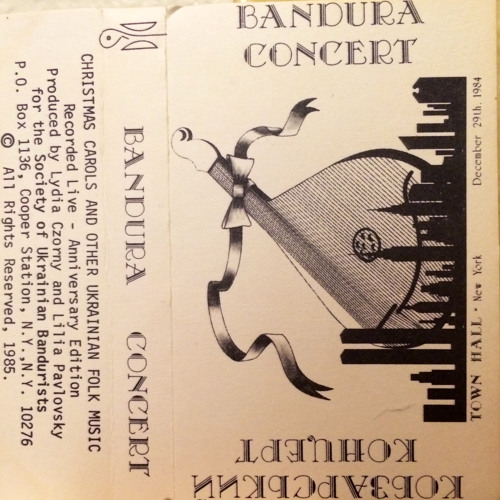 BANDURA
CONCERT
December 29th, 1984
TOWN HALL · New York
КОБЗАРСЬКИЙ
КОНЦЕРТ
BANDURA CONCERT
CHRISTMAS CAROLS AND OTHER UKRAINIAN FOLK MUSIC
Recorded Live - Anniversary Edition
Produced by Lydia Czorny and Lilia Pavlovsky
for the Society of Ukrainian Bandurists
P.O. Box 1136, Cooper Station, N.Y.,N.Y. 10276
© All Rights Reserved, 1985.